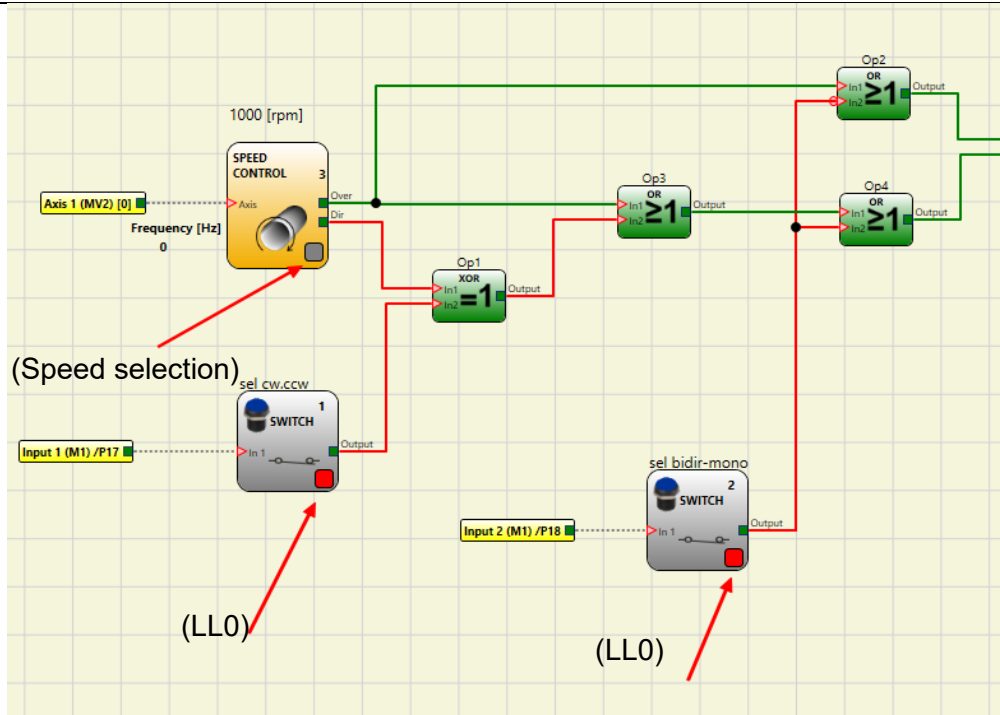 1000 [rpm]
SPEED
CONTROL
3
Axis
Over
Dir
Axis 1 (MV2) [0]
Frequency [Hz]
0
(Speed selection)
sel cw.ccw
1
SWITCH
In 1
Output
Input 1 (M1) /P17
(LL0)
Op1
XOR
In1
In2
=1
Output
Op3
OR
In1
In2
≥1
Output
Op2
OR
In1
In2
≥1
Output
Op4
OR
In1
In2
≥1
Output
sel bidir-mono
2
SWITCH
In 1
Output
Input 2 (M1) /P18
(LL0)